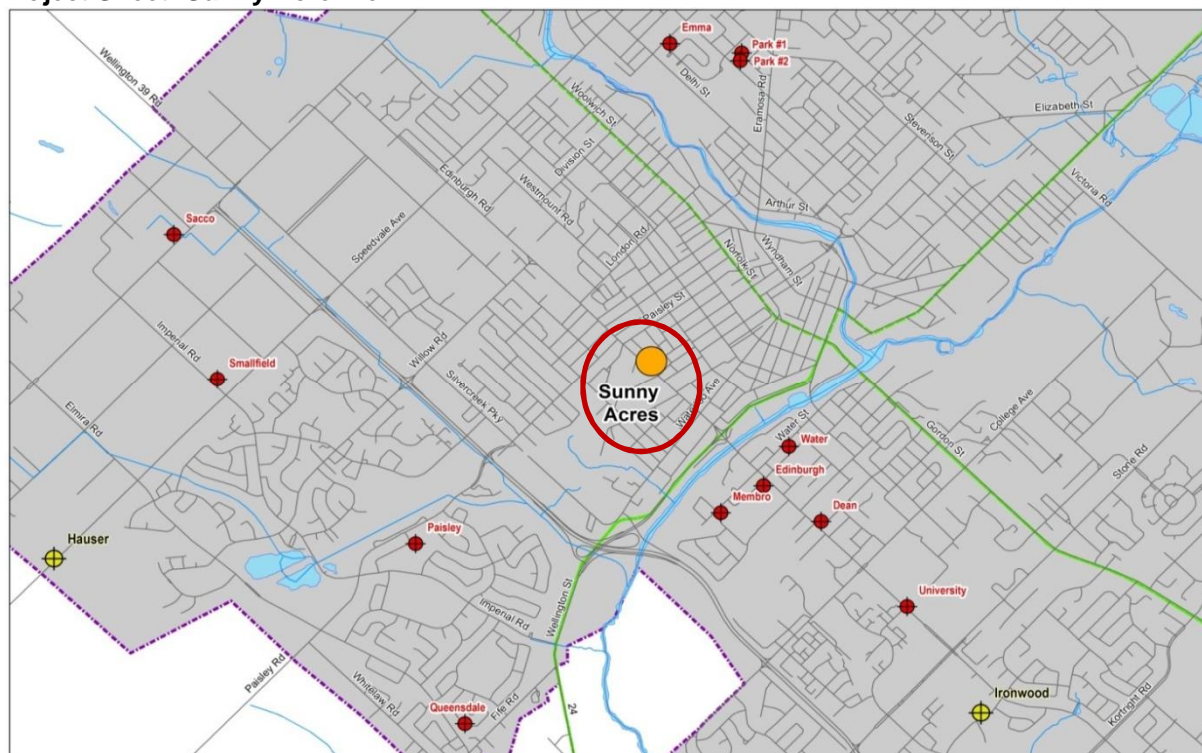 Emma
Park #1
Park #2
Wellington 39 Rd
Delhi St
Eramosa Rd
Woolwich St
Elizabeth St
Stevenson St
Division St
Edinburgh Rd
Westmount Rd
Victoria Rd
Arthur St
Sacco
Speedvale Ave
London Rd
Norfolk St
Wyndham St
Paisley St
Imperial Rd
Smallfield
Willow Rd
Silvercreek Pky
Sunny
Acres
Elmira Rd
College Ave
Water St
Gordon St
Water
Stone Rd
Edinburgh
Membro
Dean
Paisley
Hauser
University
Imperial Rd
Wellington St
Paisley Rd
Whitelaw Rd
Fife Rd
Queensdale
24
Ironwood
Kortright Rd